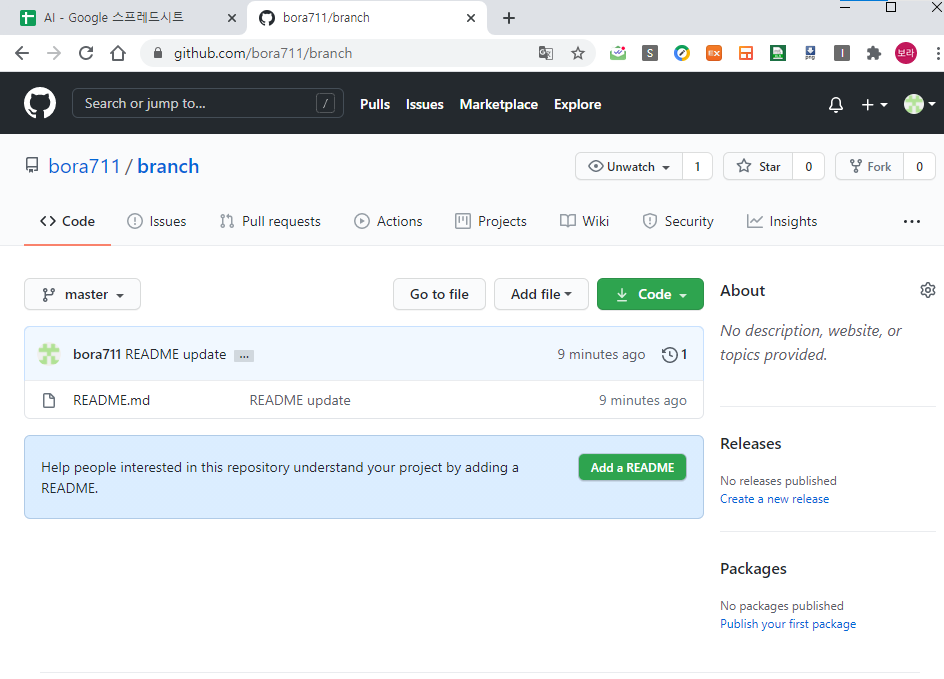 AI - Google 스프레드시트
bora711/branch
github.com/bora711/branch
S
보라
Search or jump to...
/
Pulls
Issues
Marketplace
Explore
bora711 / branch
Unwatch
1
Star
0
Fork
0
Code
Issues
Pull requests
Actions
Projects
Wiki
Security
Insights
master
Go to file
Add file
Code
About
No description, website, or
topics provided.
bora711 README update
9 minutes ago
1
README.md
README update
9 minutes ago
Help people interested in this repository understand your project by adding a
README.
Add a README
Releases
No releases published
Create a new release
Packages
No packages published
Publish your first package